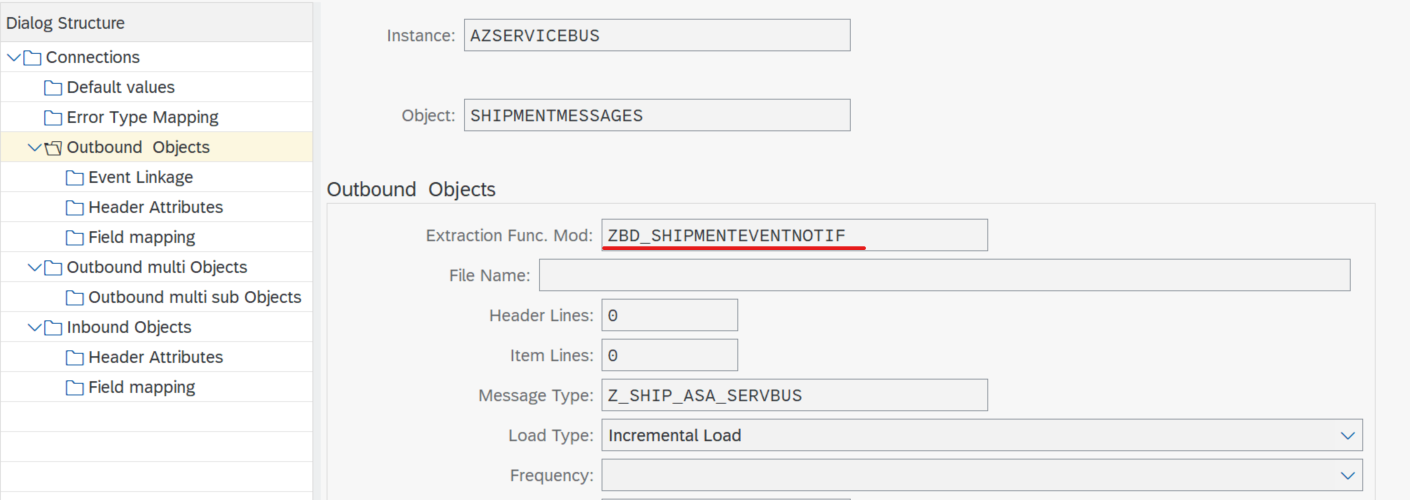 Dialog Structure
Connections
Default values
Error Type Mapping
Outbound Objects
Event Linkage
Header Attributes
Field mapping
Outbound multi Objects
Outbound multi sub Objects
Inbound Objects
Header Attributes
Field mapping
Instance: AZSERVICEBUS
Object: SHIPMENTMESSAGES
Outbound Objects
Extraction Func. Mod: ZBD_SHIPMENTEVENTNOTIF
File Name:
Header Lines: 0
Item Lines: 0
Message Type: Z_SHIP_ASA_SERVBUS
Load Type: Incremental Load
Frequency: